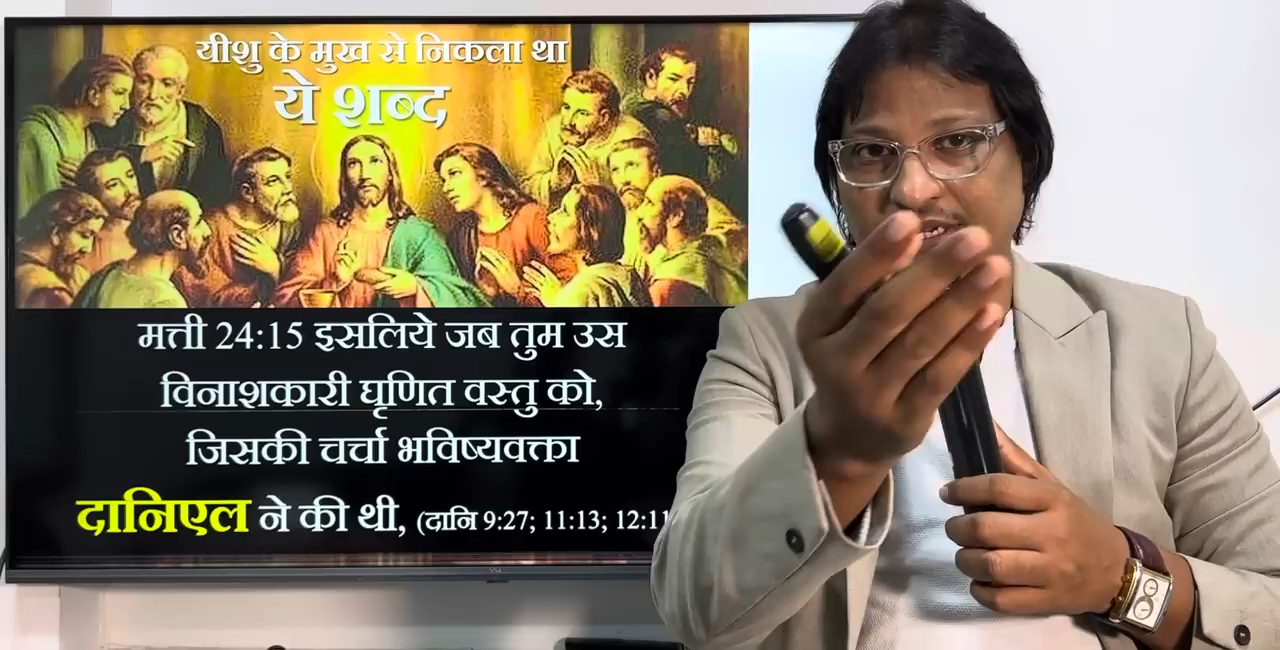 यीशु के मुख से निकला था
ये शब्द
मत्ती 24:15 इसलिये जब तुम उस
विनाशकारी घृणित वस्तु को,
जिसकी चर्चा भविष्यवक्ता
दानिएल ने की थी, (दानि 9:27; 11:13; 12:11